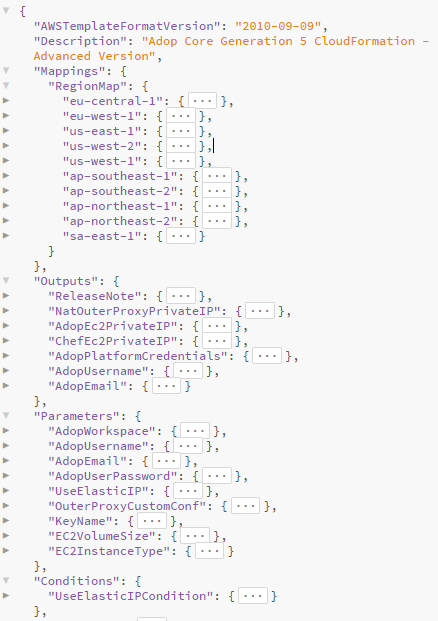 {
"AWSTemplateFormatVersion": "2010-09-09",
"Description": "Adop Core Generation 5 CloudFormation –
Advanced Version",
"Mappings": {
"RegionMap": {
"eu-central-1": { ··· },
"eu-west-1": { ··· },
"us-east-1": { ··· },
"us-west-2": { ··· },
"us-west-1": { ··· },
"ap-southeast-1": { ··· },
"ap-southeast-2": { ··· },
"ap-northeast-1": { ··· },
"ap-northeast-2": { ··· },
"sa-east-1": { ··· }
}
},
"Outputs": {
"ReleaseNote": { ··· },
"NatOuterProxyPrivateIP": { ··· },
"AdopEc2PrivateIP": { ··· },
"ChefEc2PrivateIP": { ··· },
"AdopPlatformCredentials": { ··· },
"AdopUsername": { ··· },
"AdopEmail": { ··· }
},
"Parameters": {
"AdopWorkspace": { ··· },
"AdopUsername": { ··· },
"AdopEmail": { ··· },
"AdopUserPassword": { ··· },
"UseElasticIP": { ··· },
"OuterProxyCustomConf": { ··· },
"KeyName": { ··· },
"EC2VolumeSize": { ··· },
"EC2InstanceType": { ··· }
},
"Conditions": {
"UseElasticIPCondition": { ··· }
},